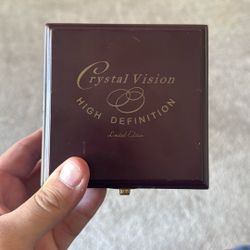 Crystal Vision
HIGH DEFINITION
Limited Edition